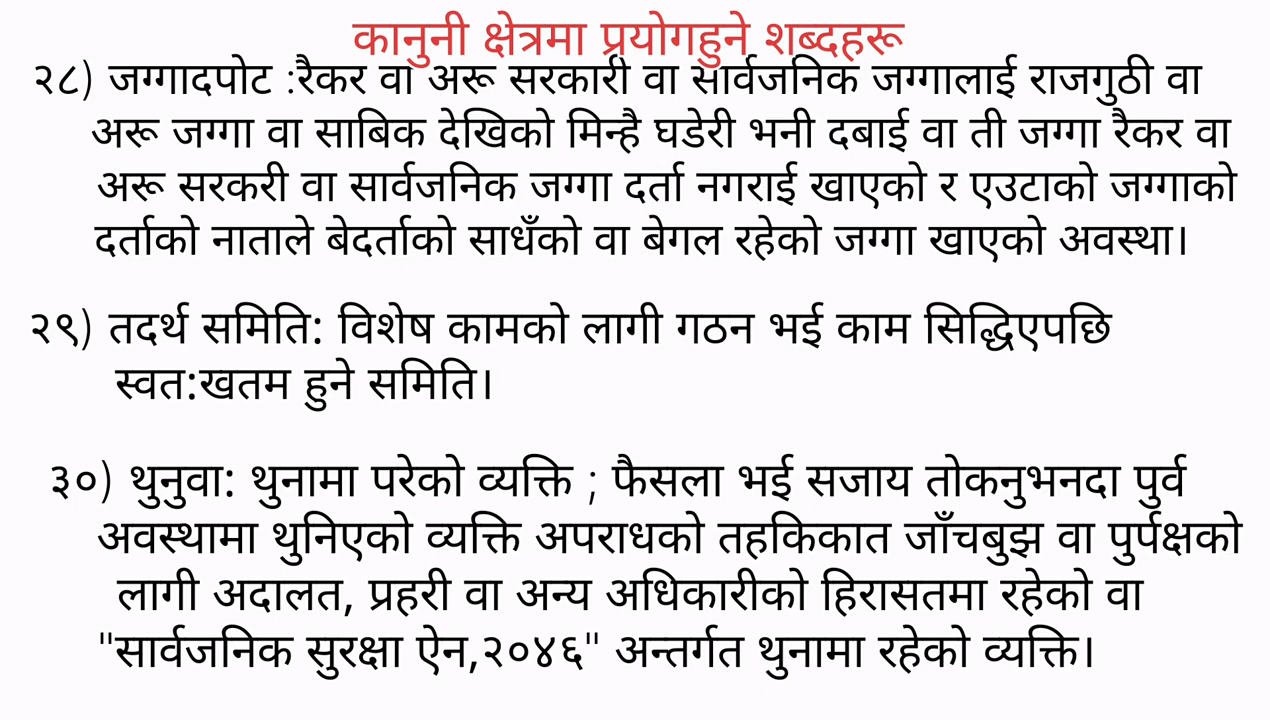 कानुनी क्षेत्रमा प्रयोगहुने शब्दहरू
२८) जग्गादपोट :रैकर वा अरू सरकारी वा सार्वजनिक जग्गालाई राजगुठी वा
अरू जग्गा वा साबिक देखिको मिन्है घडेरी भनी दबाई वा ती जग्गा रैकर वा
अरू सरकरी वा सार्वजनिक जग्गा दर्ता नगराई खाएको र एउटाको जग्गाको
दर्ताको नाताले बेदर्ताको साधँको वा बेगल रहेको जग्गा खाएको अवस्था।
२९) तदर्थ समिति: विशेष कामको लागी गठन भई काम सिद्धिएपछि
स्वत:खतम हुने समिति।
३०) थुनुवा: थुनामा परेको व्यक्ति ; फैसला भई सजाय तोकनुभनदा पुर्व
अवस्थामा थुनिएको व्यक्ति अपराधको तहकिकात जाँचबुझ वा पुर्पक्षको
लागी अदालत, प्रहरी वा अन्य अधिकारीको हिरासतमा रहेको वा
"सार्वजनिक सुरक्षा ऐन,२०४६" अन्तर्गत थुनामा रहेको व्यक्ति।